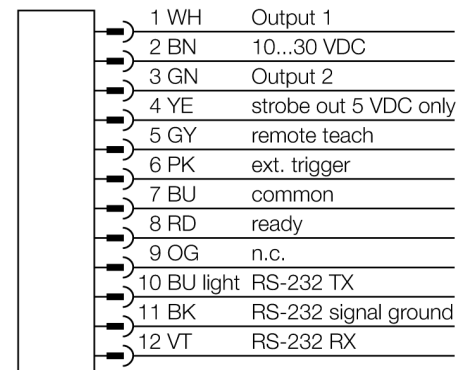 1 WH Output 1
2 BN 10...30 VDC
3 GN Output 2
4 YE strobe out 5 VDC only
5 GY remote teach
6 PK ext. trigger
7 BU common
8 RD ready
9 OG n.c.
10 BU light RS-232 TX
11 BK RS-232 signal ground
12 VT RS-232 RX